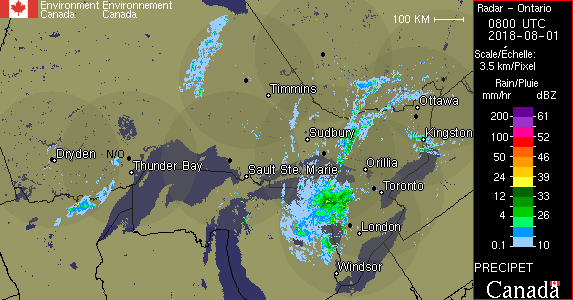 Environment Environnement
Canada Canada
100 KM
Timmins
Ottawa
Sudbury
Kingston
Dryden
N/O
Thunder Bay
Sault Ste. Marie
Orillia
Toronto
London
Windsor
Radar - Ontario
0800 UTC
2018-08-01
Scale/Échelle:
3.5 km/Pixel
Rain/Pluie
mm/hr dBZ
200 61
100 52
50 46
24 39
12 33
4 26
0.1 10
PRECIPET
Canada